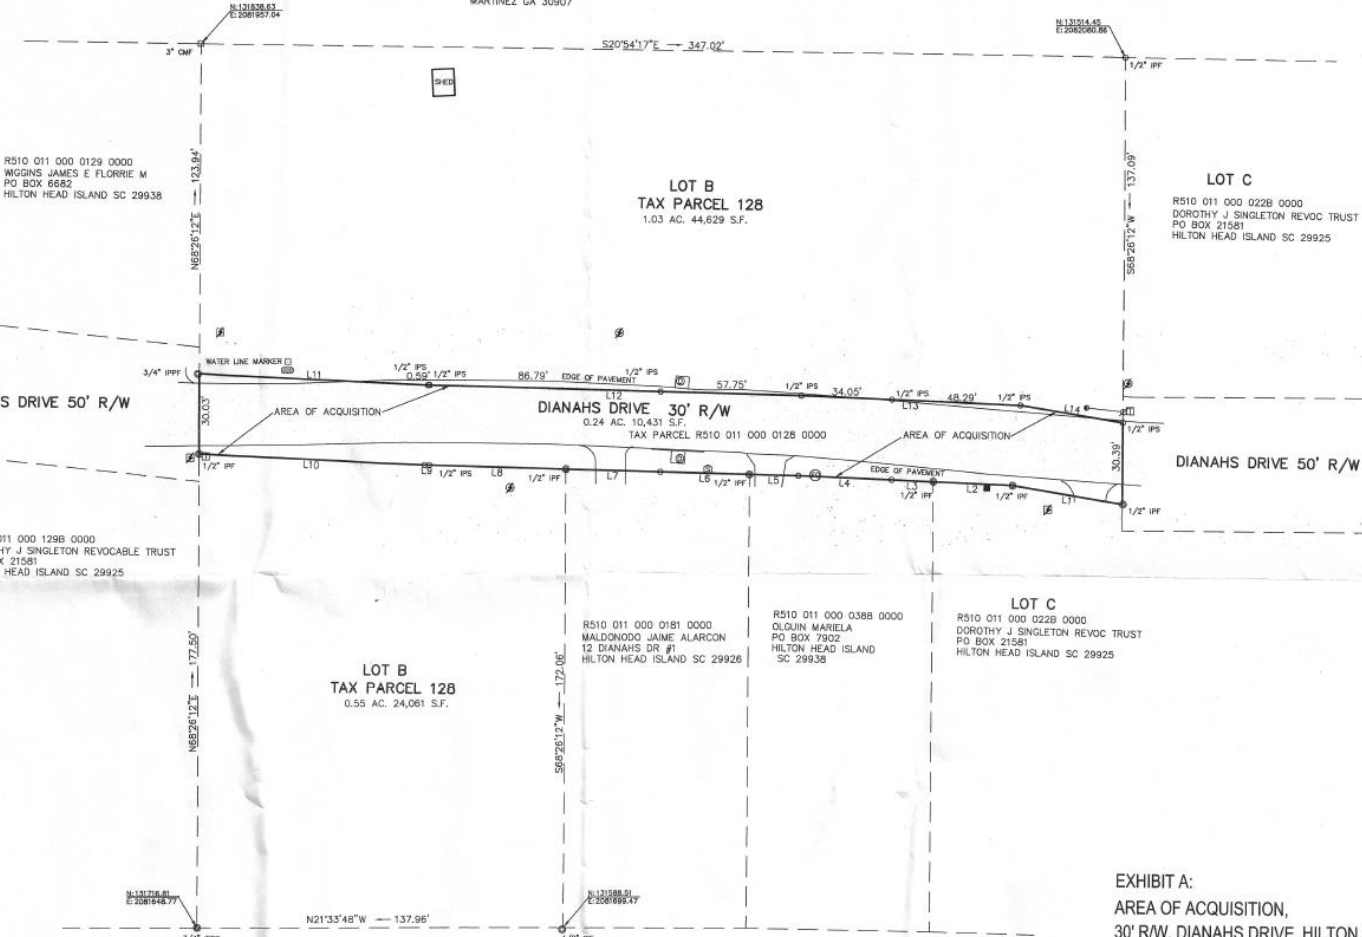 MARTINEZ GA 30907
N:131838.63
E:2081957.04
3" CMF
S20°54'17"E 347.02'
N:131514.45
E:2082080.86
1/2" IPF
SHED
R510 011 000 0129 0000
WIGGINS JAMES E FLORRIE M
PO BOX 6682
HILTON HEAD ISLAND SC 29938
N68°26'12"E 123.94'
LOT B
TAX PARCEL 128
1.03 AC. 44,629 S.F.
S68°26'12"W 137.09'
LOT C
R510 011 000 022B 0000
DOROTHY J SINGLETON REVOC TRUST
PO BOX 21581
HILTON HEAD ISLAND SC 29925
WATER LINE MARKER
3/4" IPPF
L11
1/2" IPS
0.59'
1/2" IPS
86.79'
EDGE OF PAVEMENT
1/2" IPS
L12
57.75'
1/2" IPS
34.05'
1/2" IPS
L13
48.29'
1/2" IPS
L14
1/2" IPS
S DRIVE 50' R/W
30.03'
AREA OF ACQUISITION
DIANAHS DRIVE 30' R/W
0.24 AC. 10,431 S.F.
TAX PARCEL R510 011 000 0128 0000
AREA OF ACQUISITION
30.39'
DIANAHS DRIVE 50' R/W
1/2" IPF
L10
L9
1/2" IPS
L8
1/2" IPF
L7
L6
1/2" IPF
L5
L4
EDGE OF PAVEMENT
L3
1/2" IPF
L2
1/2" IPF
L1
1/2" IPF
011 000 129B 0000
HY J SINGLETON REVOCABLE TRUST
X 21581
HEAD ISLAND SC 29925
N68°26'12"E 177.50'
LOT B
TAX PARCEL 128
0.55 AC. 24,061 S.F.
S68°26'12"W 172.06'
R510 011 000 0181 0000
MALDONODO JAIME ALARCON
12 DIANAHS DR #1
HILTON HEAD ISLAND SC 29926
R510 011 000 038B 0000
OLGUIN MARIELA
PO BOX 7902
HILTON HEAD ISLAND
SC 29938
LOT C
R510 011 000 022B 0000
DOROTHY J SINGLETON REVOC TRUST
PO BOX 21581
HILTON HEAD ISLAND SC 29925
N:131716.81
E:2081648.77
N21°33'48"W 137.96'
N:131588.51
E:2081699.47
EXHIBIT A:
AREA OF ACQUISITION,
30' R/W, DIANAHS DRIVE, HILTON